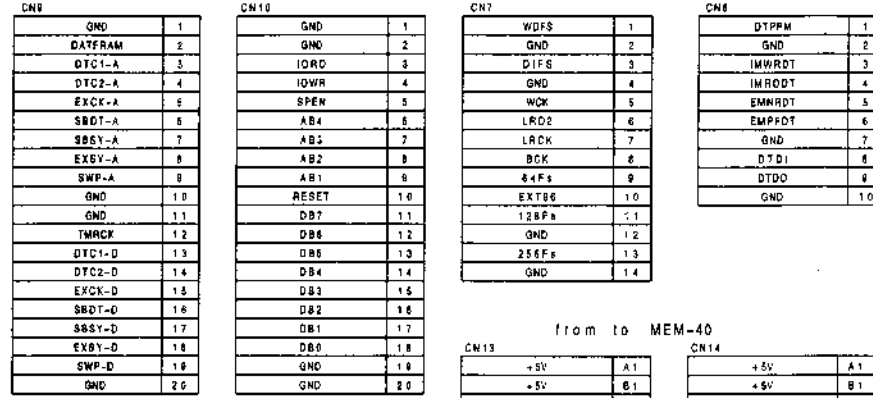 CN9
GND 1
DATFRAM 2
DTC1-A 3
DTC2-A 4
EXCK-A 5
SBDT-A 6
SBSY-A 7
EXSY-A 8
SWP-A 9
GND 10
GND 11
TMRCK 12
DTC1-D 13
DTC2-D 14
EXCK-D 15
SBDT-D 16
SBSY-D 17
EXSY-D 18
SWP-D 19
GND 20
CN10
GND 1
GND 2
IORD 3
IOWR 4
SPEN 5
AB4 6
AB3 7
AB2 8
AB1 9
RESET 10
DB7 11
DB6 12
DB5 13
DB4 14
DB3 15
DB2 16
DB1 17
DB0 18
GND 19
GND 20
CN7
WDFS 1
GND 2
DIFS 3
GND 4
WCK 5
LRD2 6
LRCK 7
BCK 8
64Fs 9
EXT96 10
128Fs 11
GND 12
256Fs 13
GND 14
1
GND 2
IMWRDT 3
IMRDDT 4
EMNRDT 5
EMPFDT 6
GND 7
DTDI 8
DTDO 9
GND 10
from to MEM-40
CN13
+5V A1
+5V B1
CN14
+5V A1
+5V B1